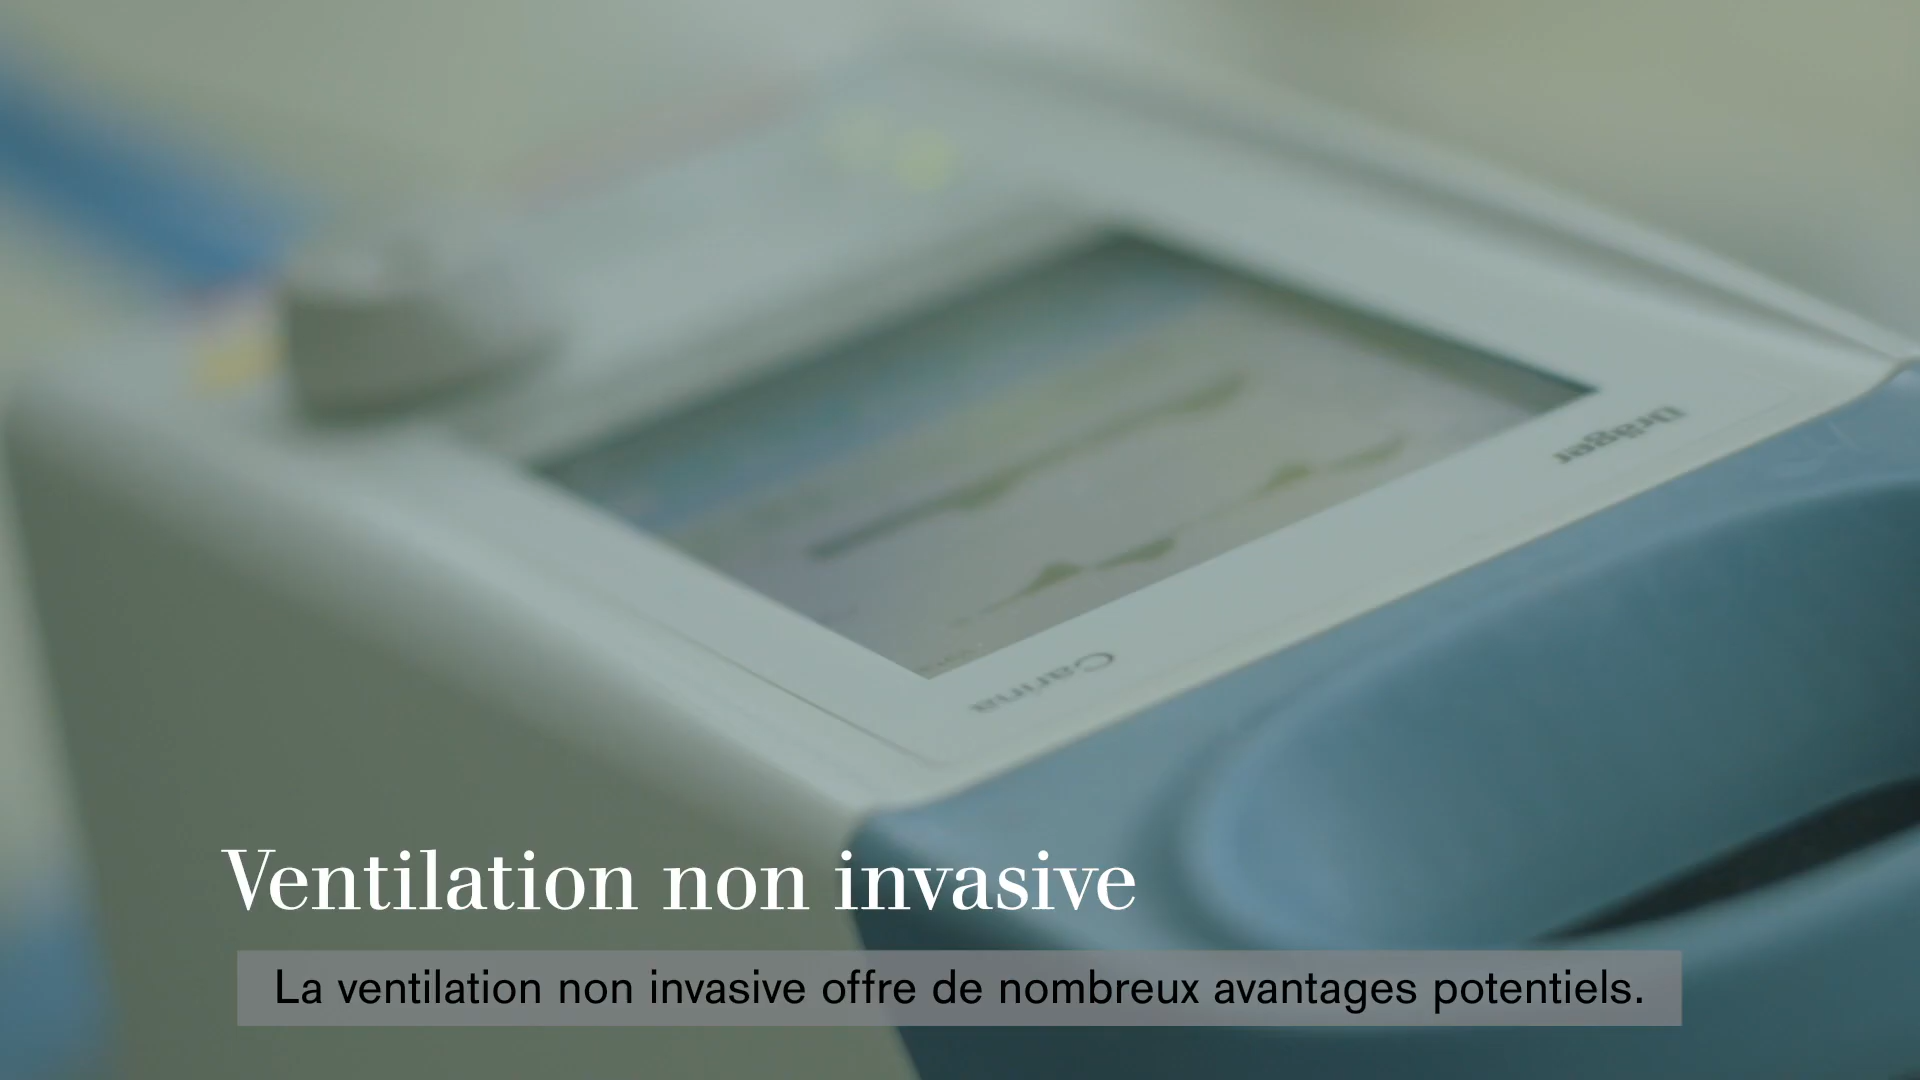 Dräger
Carina
Ventilation non invasive
La ventilation non invasive offre de nombreux avantages potentiels.